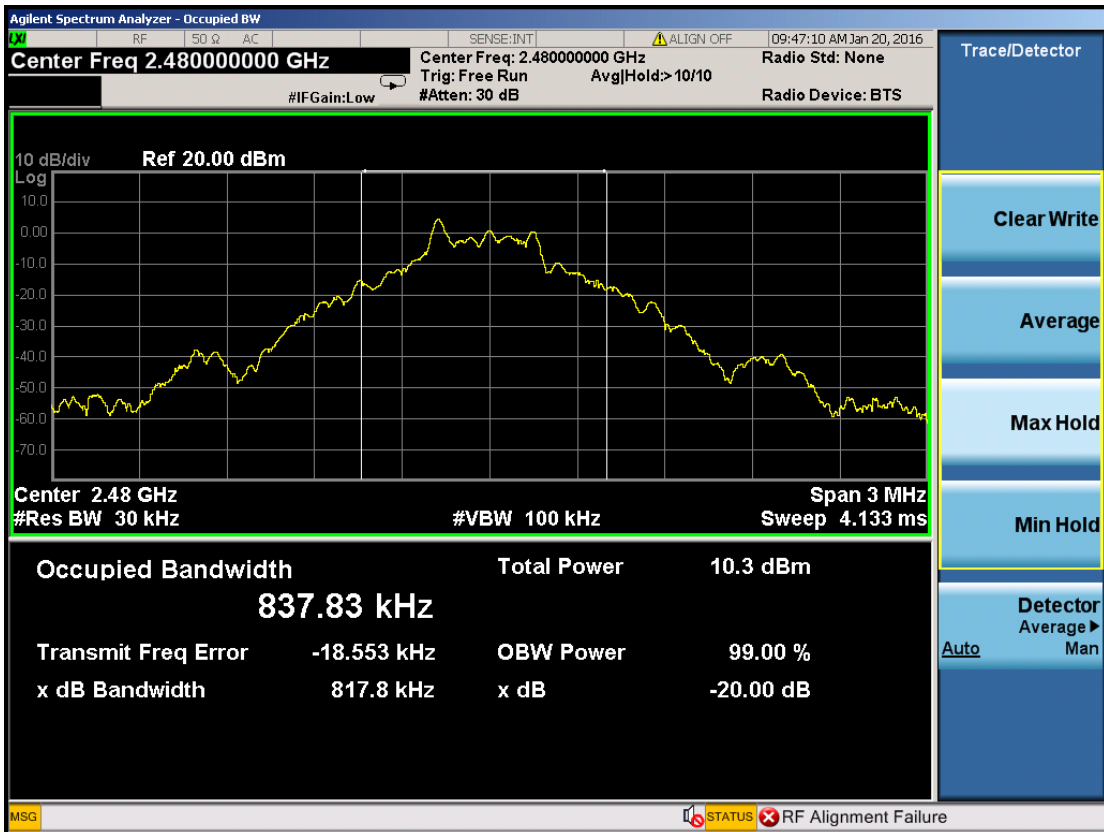 Agilent Spectrum Analyzer - Occupied BW
LXI RF 50 Ω AC SENSE:INT ALIGN OFF 09:47:10 AM Jan 20, 2016
Center Freq 2.480000000 GHz
Center Freq: 2.480000000 GHz
Radio Std: None
Trig: Free Run Avg|Hold:> 10/10
#IFGain:Low
#Atten: 30 dB
Radio Device: BTS
10 dB/div Ref 20.00 dBm
Log
10.0
0.00
-10.0
-20.0
-30.0
-40.0
-50.0
-60.0
-70.0
Center 2.48 GHz Span 3 MHz
#Res BW 30 kHz #VBW 100 kHz Sweep 4.133 ms
Occupied Bandwidth Total Power 10.3 dBm
837.83 kHz
Transmit Freq Error -18.553 kHz OBW Power 99.00 %
x dB Bandwidth 817.8 kHz x dB -20.00 dB
Trace/Detector
Clear Write
Average
Max Hold
Min Hold
Detector
Average
Auto Man
MSG STATUS RF Alignment Failure